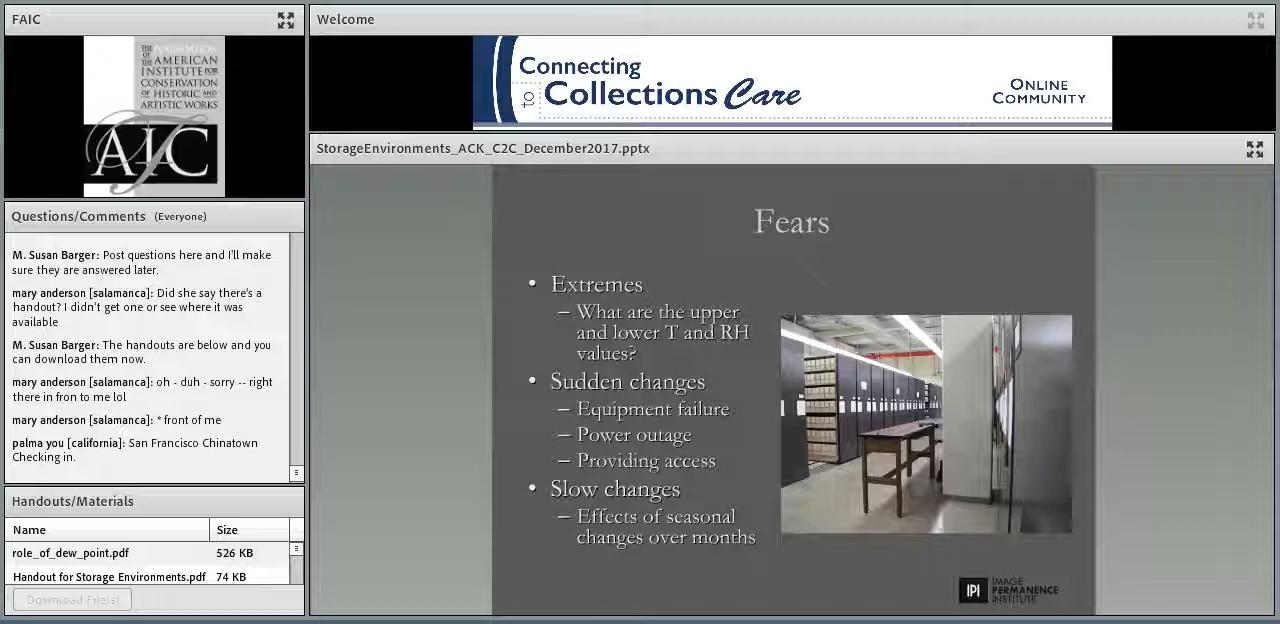 FAIC
THE FOUNDATION
OF THE AMERICAN
INSTITUTE FOR
CONSERVATION
OF HISTORIC AND
ARTISTIC WORKS
AIC
Questions/Comments (Everyone)
M. Susan Barger: Post questions here and I'll make
sure they are answered later.
mary anderson [salamanca]: Did she say there's a
handout? I didn't get one or see where it was
available
M. Susan Barger: The handouts are below and you
can download them now.
mary anderson [salamanca]: oh - duh - sorry -- right
there in fron to me lol
mary anderson [salamanca]: * front of me
palma you [california]: San Francisco Chinatown
Checking in.
Handouts/Materials
Name Size
role_of_dew_point.pdf 526 KB
Handout for Storage Environments.pdf 74 KB
Download File(s)
Welcome
Connecting
to Collections Care
ONLINE
COMMUNITY
StorageEnvironments_ACK_C2C_December2017.pptx
Fears
• Extremes
– What are the upper
and lower T and RH
values?
• Sudden changes
– Equipment failure
– Power outage
– Providing access
• Slow changes
– Effects of seasonal
changes over months
IPI
IMAGE
PERMANENCE
INSTITUTE